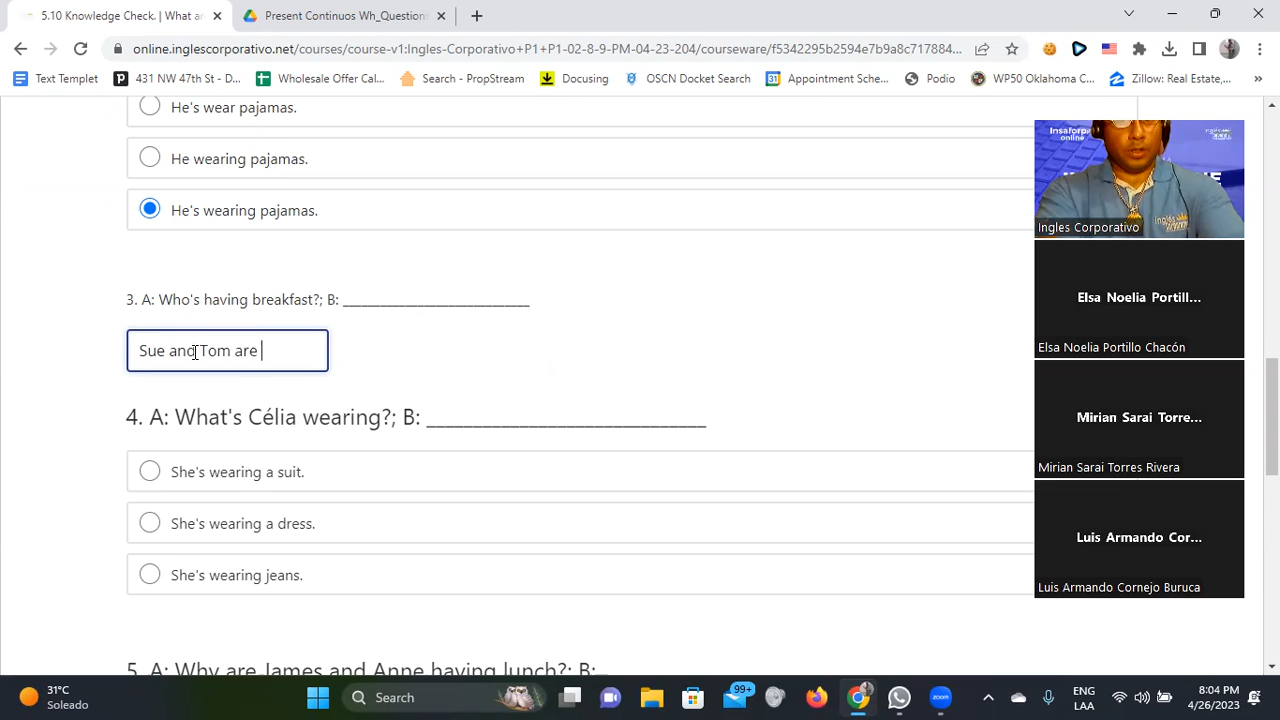 5.10 Knowledge Check. | What ar
Present Continuos Wh_Question
online.inglescorporativo.net/courses/course-v1:Ingles-Corporativo+P1+P1-02-8-9-PM-04-23-204/courseware/f5342295b2594e7b9a8c717884...
Text Templet
431 NW 47th St - D...
Wholesale Offer Cal...
Search - PropStream
Docusing
OSCN Docket Search
Appointment Sche...
Podio
WP50 Oklahoma C...
Zillow: Real Estate,...
He's wear pajamas.
He wearing pajamas.
He's wearing pajamas.
3. A: Who's having breakfast?; B: ____________________________
Sue and Tom are
4. A: What's Célia wearing?; B: ____________________________
She's wearing a suit.
She's wearing a dress.
She's wearing jeans.
5. A: Why are James and Anne having lunch?; B:
Insaforp
online
Ingles Corporativo
Elsa Noelia Portill...
Elsa Noelia Portillo Chacón
Mirian Sarai Torre...
Mirian Sarai Torres Rivera
Luis Armando Cor...
Luis Armando Cornejo Buruca
31°C
Soleado
Search
99+
ENG
LAA
8:04 PM
4/26/2023